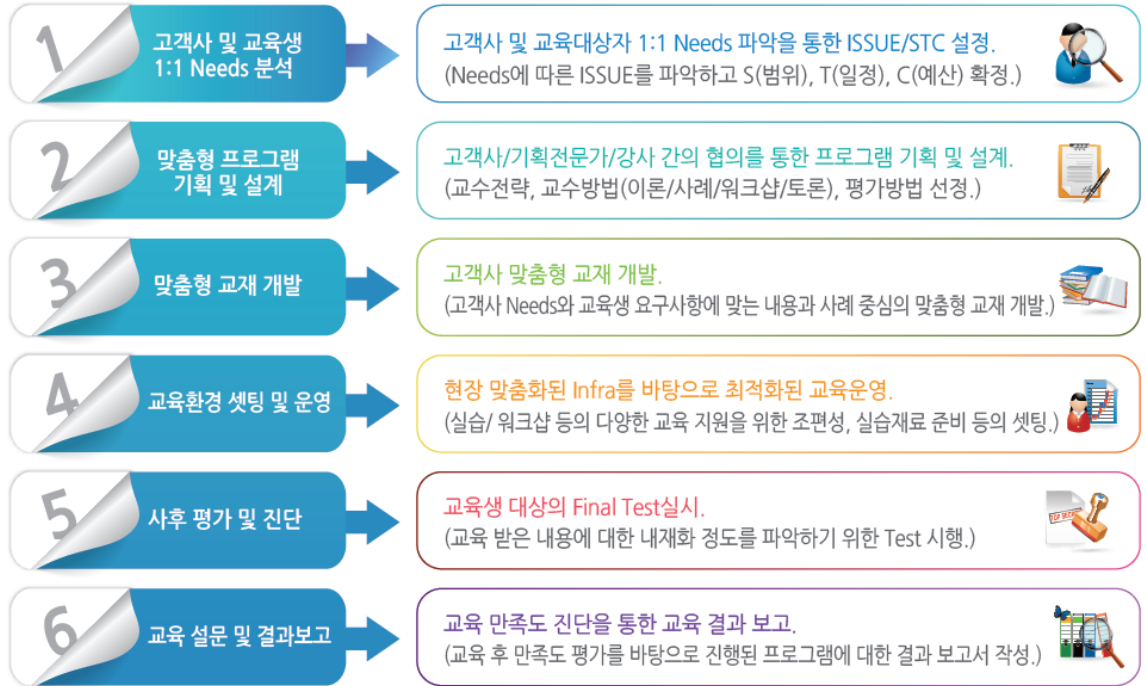 1
고객사 및 교육생
1:1 Needs 분석
고객사 및 교육대상자 1:1 Needs 파악을 통한 ISSUE/STC 설정.
(Needs에 따른 ISSUE를 파악하고 S(범위), T(일정), C(예산) 확정.)
2
맞춤형 프로그램
기획 및 설계
고객사/기획전문가/강사 간의 협의를 통한 프로그램 기획 및 설계.
(교수전략, 교수방법(이론/사례/워크샵/토론), 평가방법 선정.)
3
맞춤형 교재 개발
고객사 맞춤형 교재 개발.
(고객사 Needs와 교육생 요구사항에 맞는 내용과 사례 중심의 맞춤형 교재 개발.)
4
교육환경 셋팅 및 운영
현장 맞춤화된 Infra를 바탕으로 최적화된 교육운영.
(실습/ 워크샵 등의 다양한 교육 지원을 위한 조편성, 실습재료 준비 등의 셋팅.)
5
사후 평가 및 진단
교육생 대상의 Final Test실시.
(교육 받은 내용에 대한 내재화 정도를 파악하기 위한 Test 시행.)
6
교육 설문 및 결과보고
교육 만족도 진단을 통한 교육 결과 보고.
(교육 후 만족도 평가를 바탕으로 진행된 프로그램에 대한 결과 보고서 작성.)